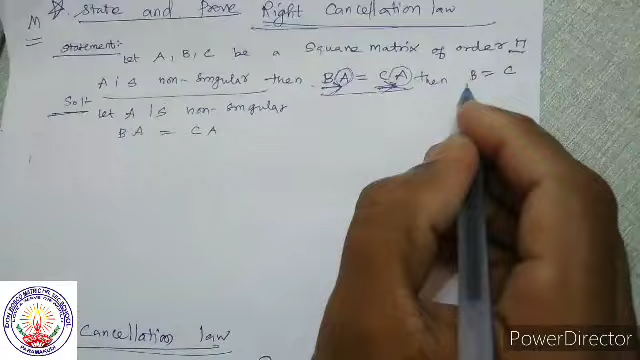 M State and Prove Right Cancellation law
Statement:- Let A, B, C be a Square Matrix of order n
A is non-singular then BA = CA then B = C
Sol:- Let A is non-singular
BA = CA
Cancellation law
PowerDirector